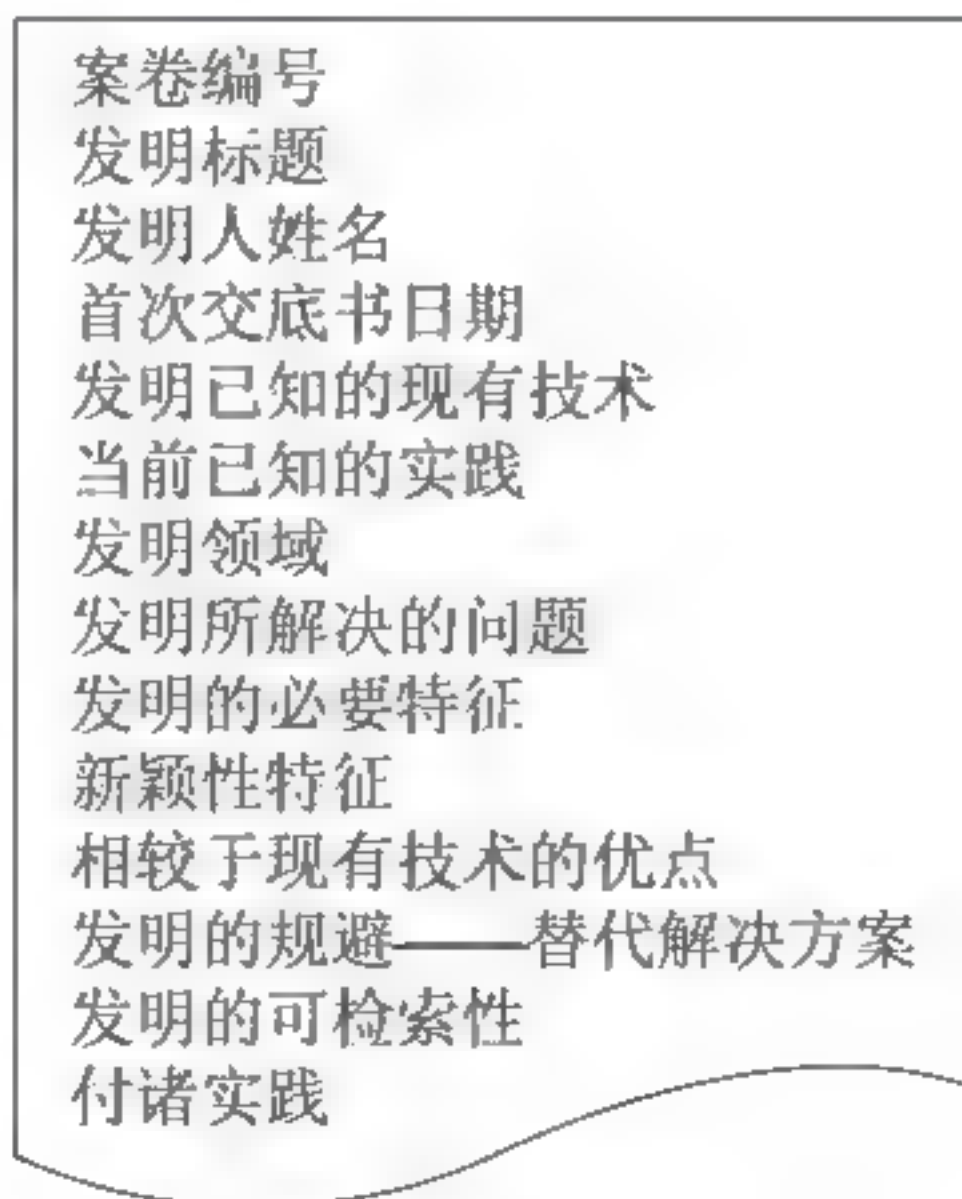 案卷编号
发明标题
发明人姓名
首次交底书日期
发明已知的现有技术
当前已知的实践
发明领域
发明所解决的问题
发明的必要特征
新颖性特征
相较于现有技术的优点
发明的规避——替代解决方案
发明的可检索性
付诸实践